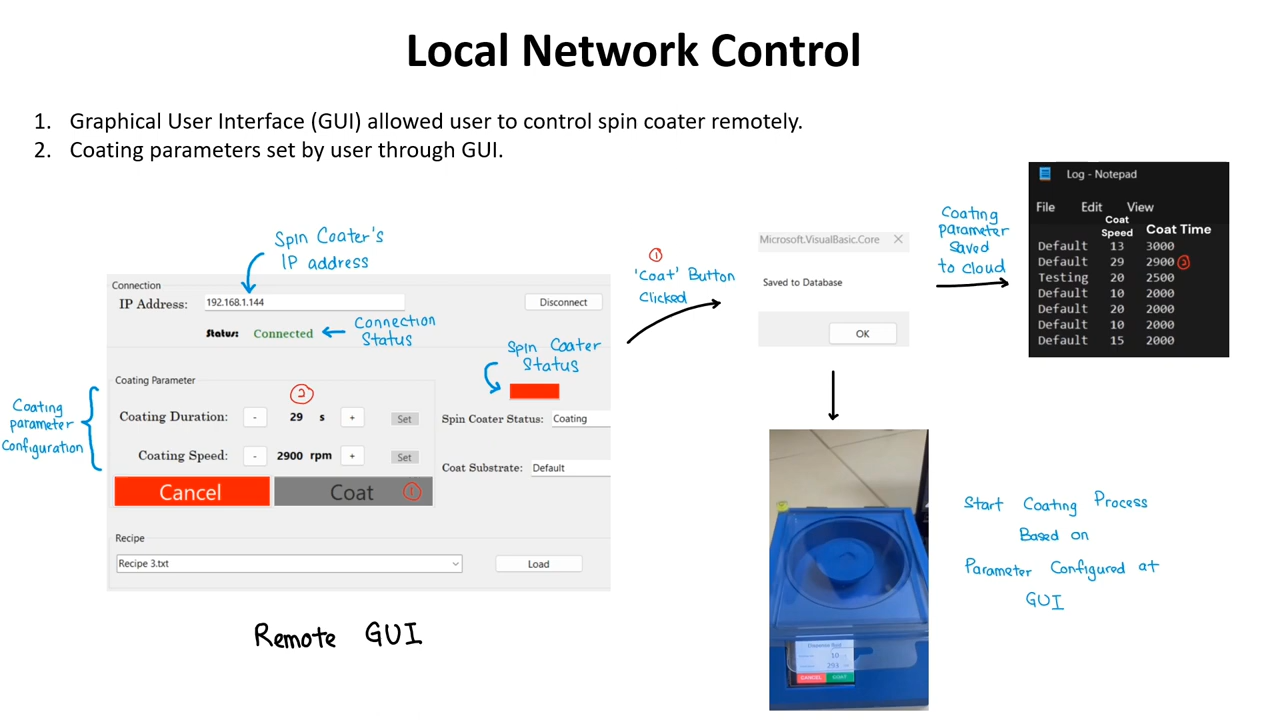 Local Network Control
1. Graphical User Interface (GUI) allowed user to control spin coater remotely.
2. Coating parameters set by user through GUI.
Spin Coater's
IP address
Connection
IP Address: 192.168.1.144 Disconnect
Status: Connected
Connection
Status
Spin Coater
Status
Coating
parameter
Configuration
Coating Parameter
2
Coating Duration: - 29 s + Set
Coating Speed: - 2900 rpm + Set
Cancel Coat 1
Spin Coater Status: Coating
Coat Substrate: Default
Recipe
Recipe 3.txt Load
Remote GUI
1
'Coat' Button
Clicked
Microsoft.VisualBasic.Core
Saved to Database
OK
Coating
parameter
Saved
to cloud
Log - Notepad
File Edit View
Coat
Speed
Coat Time
Default 13 3000
Default 29 2900
Testing 20 2500
Default 10 2000
Default 20 2000
Default 10 2000
Default 15 2000
10
293
CANCEL
Start Coating Process
Based on
Parameter Configured at
GUI